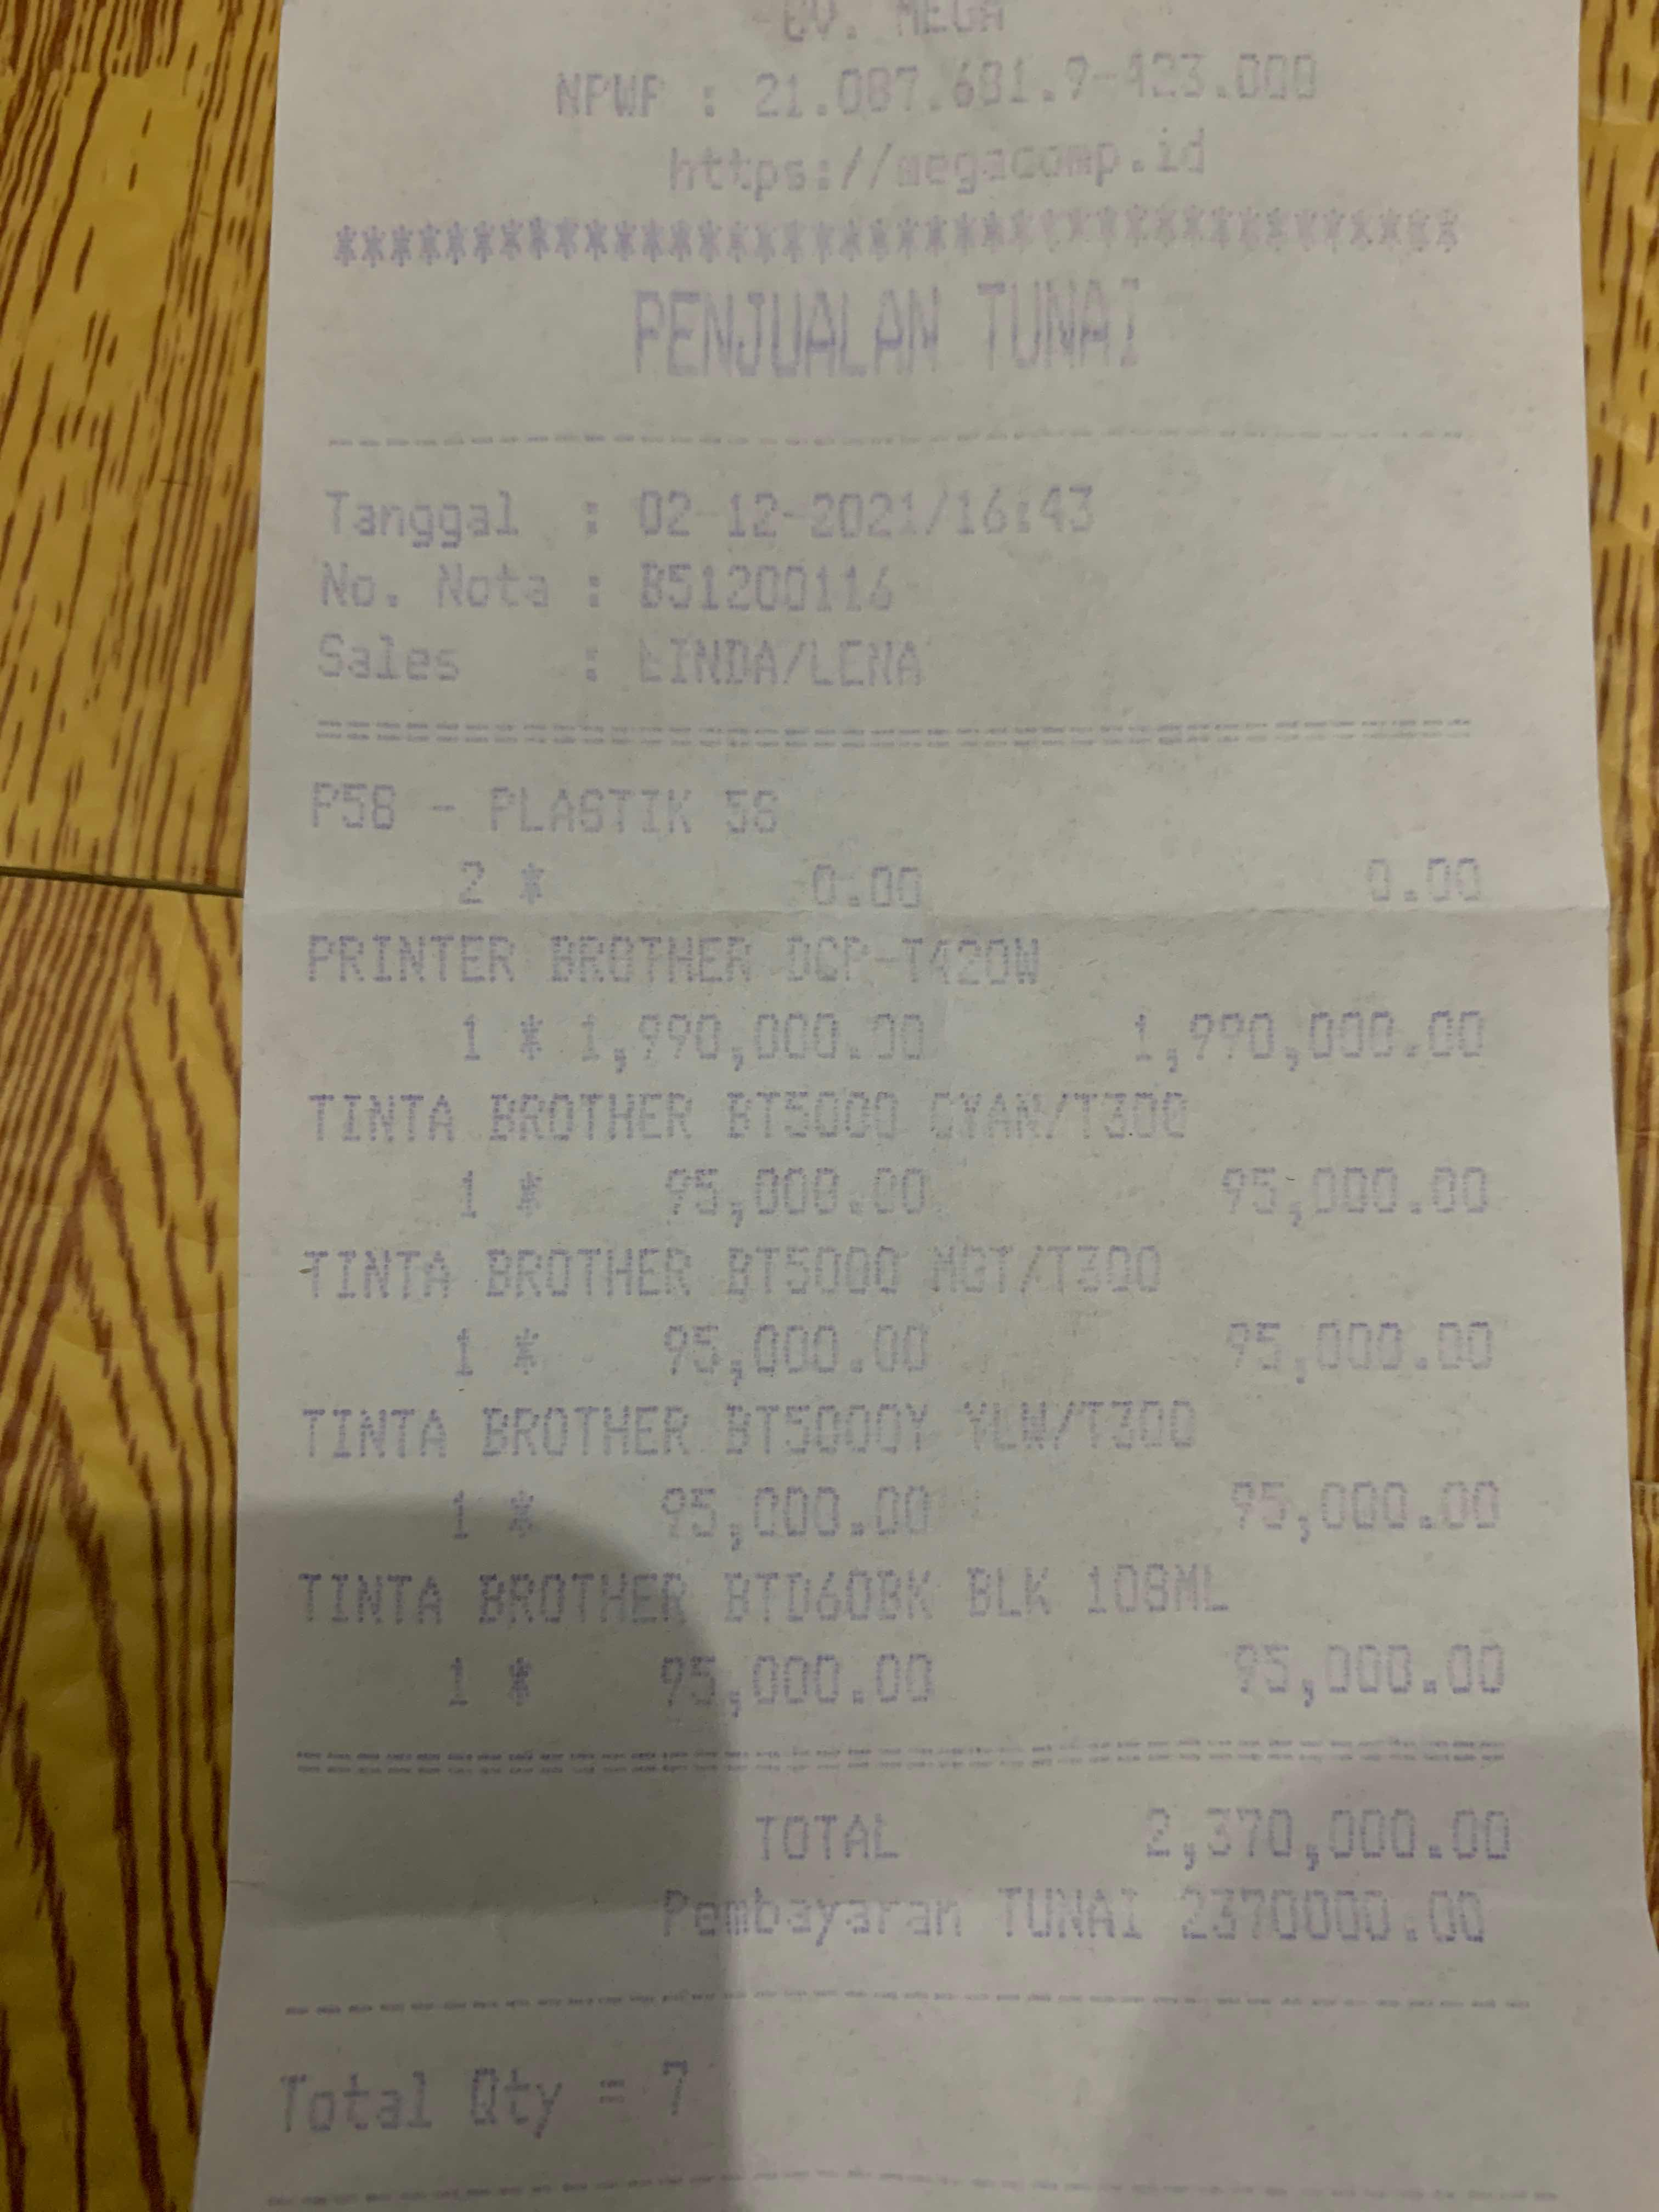 CV. MEGA
NPWP : 21.087.681.9-423.000
https://megacomp.id
****************************************
PENJUALAN TUNAI
Tanggal : 02-12-2021/16:43
No. Nota : B51200116
Sales : LINDA/LENA
P58 - PLASTIK 58
2 * 0.00 0.00
PRINTER BROTHER DCP-T420W
1 * 1,990,000.00 1,990,000.00
TINTA BROTHER BT5000 CYAN/T300
1 * 95,000.00 95,000.00
TINTA BROTHER BT5000 MGT/T300
1 * 95,000.00 95,000.00
TINTA BROTHER BT5000Y YLW/T300
1 * 95,000.00 95,000.00
TINTA BROTHER BTD60BK BLK 108ML
1 * 95,000.00 95,000.00
TOTAL 2,370,000.00
Pembayaran TUNAI 2370000.00
Total Qty = 7